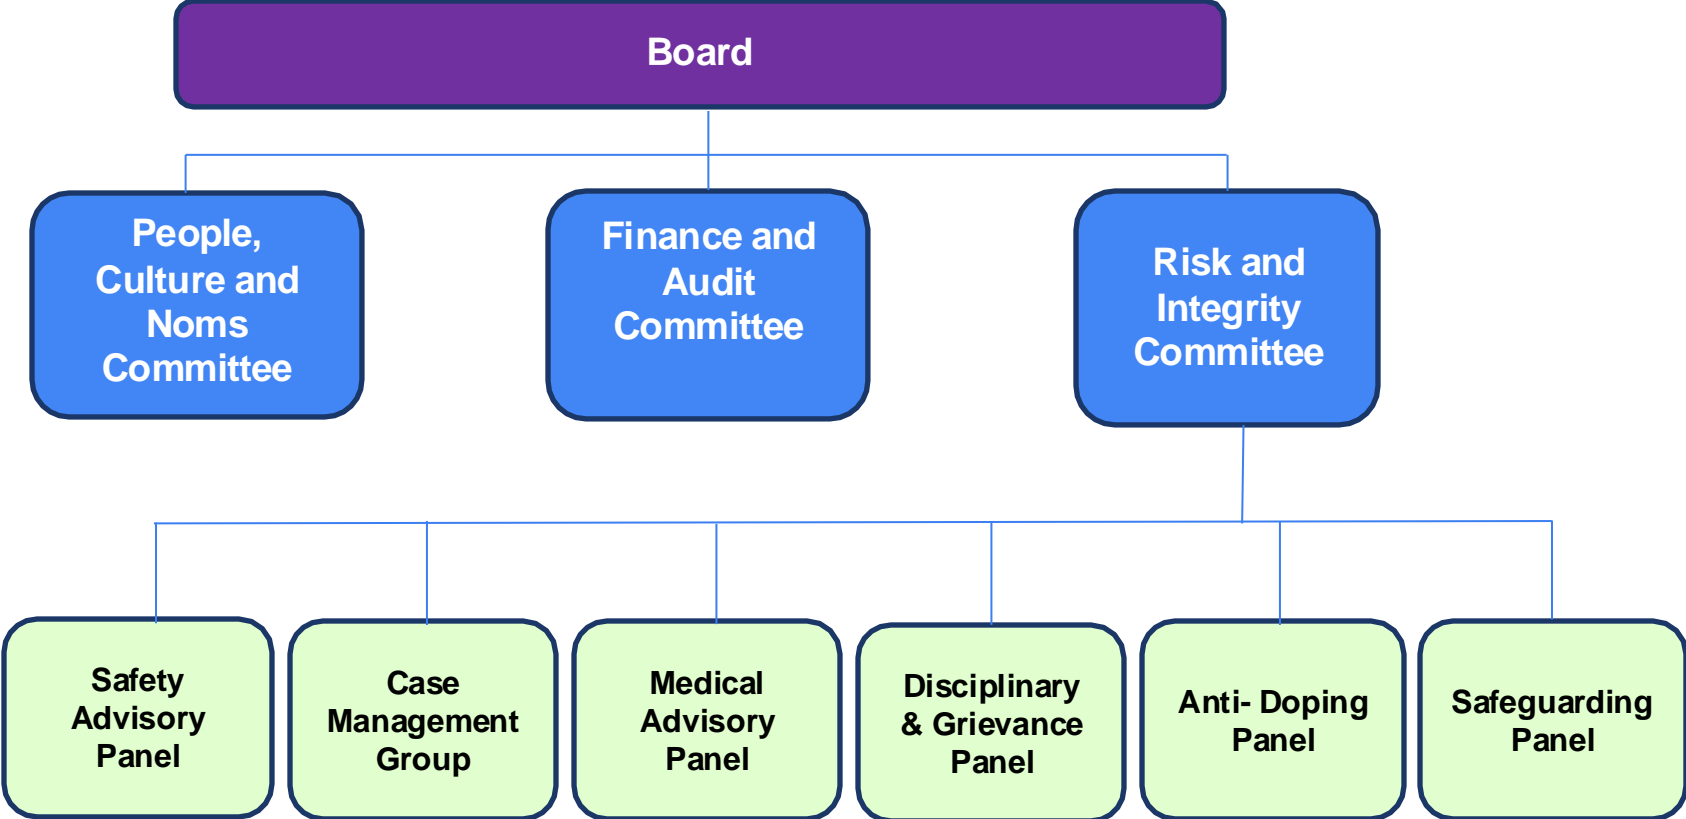 Board
People,
Culture and
Noms
Committee
Finance and
Audit
Committee
Risk and
Integrity
Committee
Safety
Advisory
Panel
Case
Management
Group
Medical
Advisory
Panel
Disciplinary
& Grievance
Panel
Anti- Doping
Panel
Safeguarding
Panel